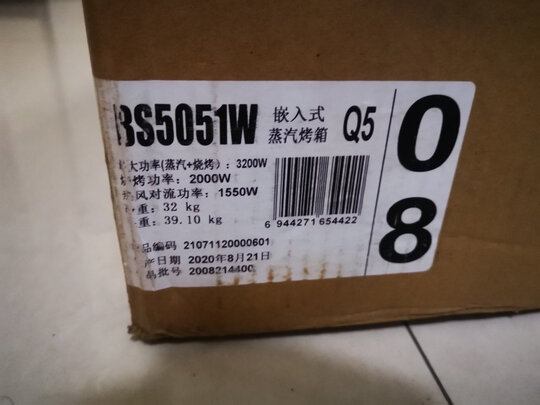 BS5051W 嵌入式 蒸汽烤箱 Q5
大功率(蒸汽+烧烤): 3200W
烤功率: 2000W
风对流功率: 1550W
重: 32 kg
重: 39.10 kg
6 944271 654422
品编码 21071120000601
产日期 2020年8月21日
品批号 2008214400
08